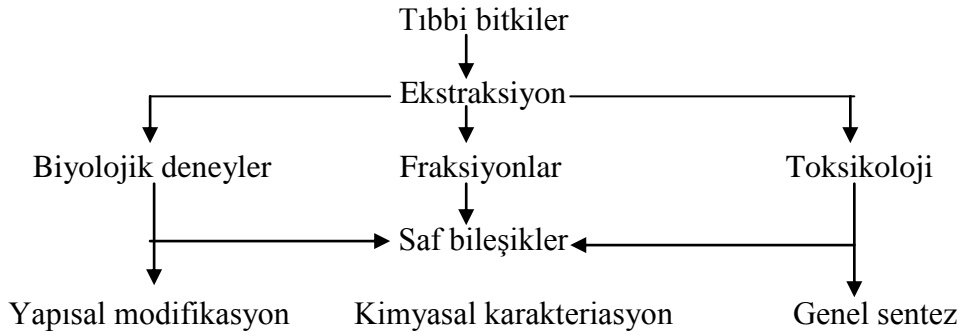 Tıbbi bitkiler
Ekstraksiyon
Biyolojik deneyler Fraksiyonlar Toksikoloji
Saf bileşikler
Yapısal modifikasyon Kimyasal karakteriasyon Genel sentez